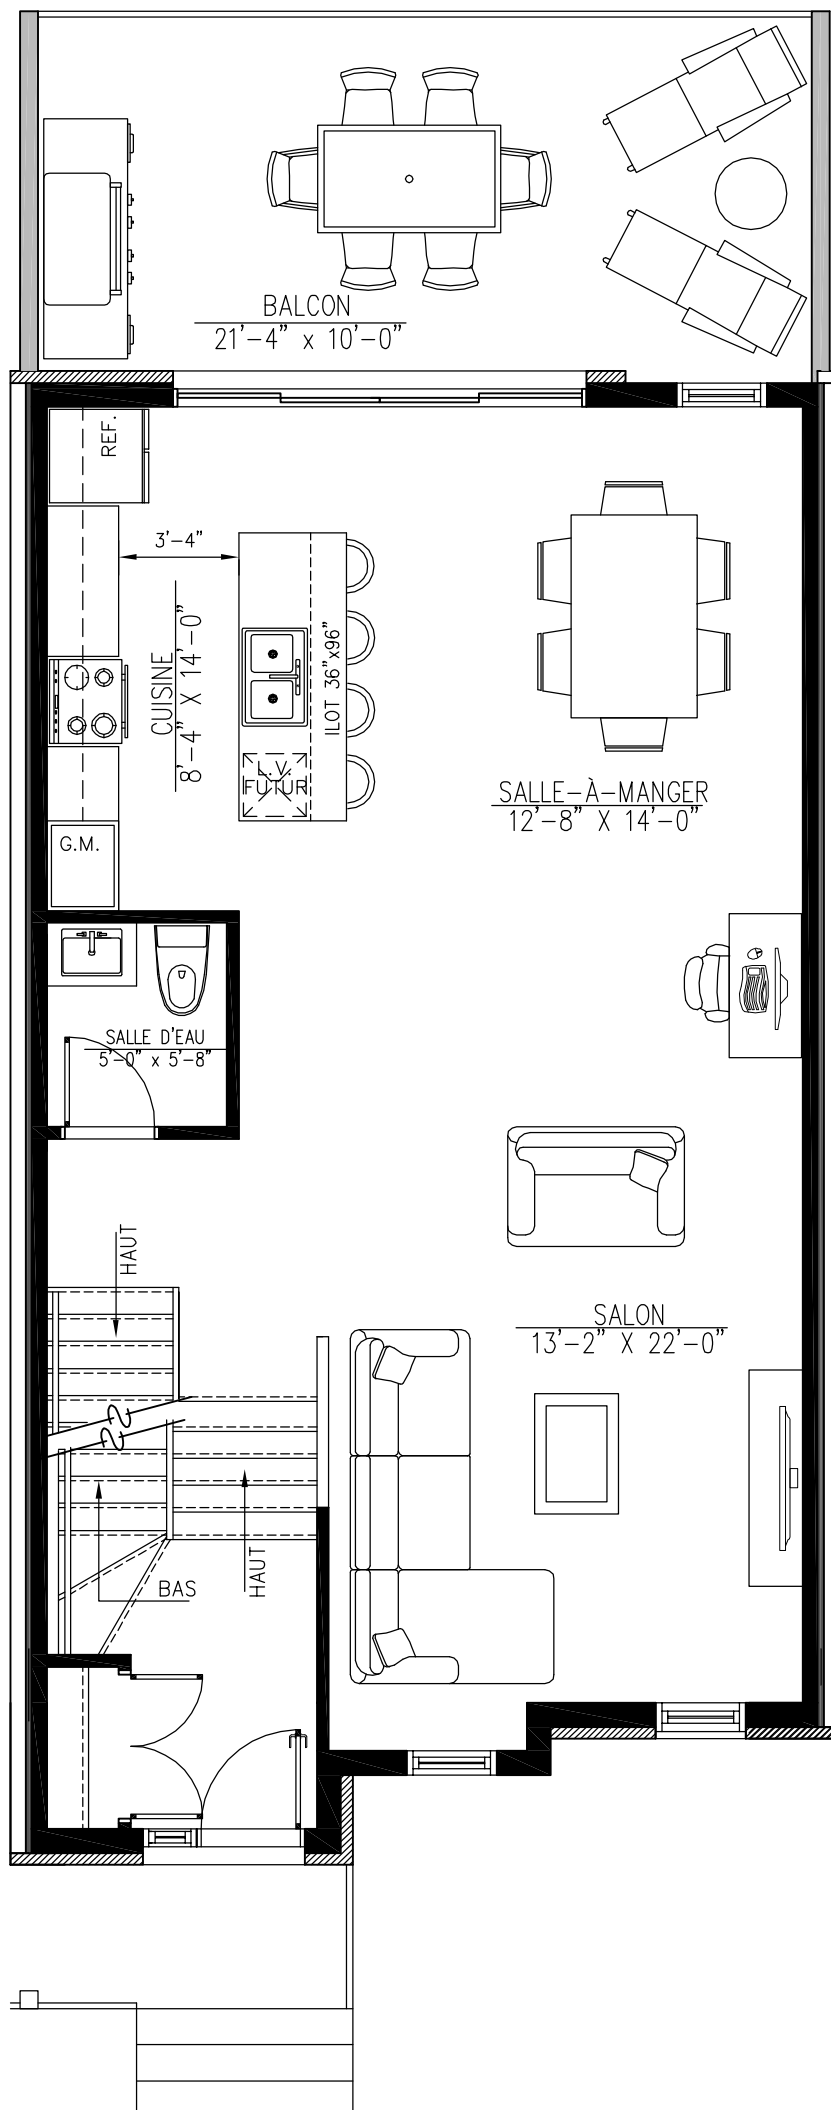 BALCON
21'-4" x 10'-0"
REF.
3'-4"
CUISINE
8'-4" X 14'-0"
ILOT 36"x96"
L.V.
FUTUR
G.M.
SALLE-À-MANGER
12'-8" X 14'-0"
SALLE D'EAU
5'-0" x 5'-8"
HAUT
SALON
13'-2" X 22'-0"
BAS
HAUT